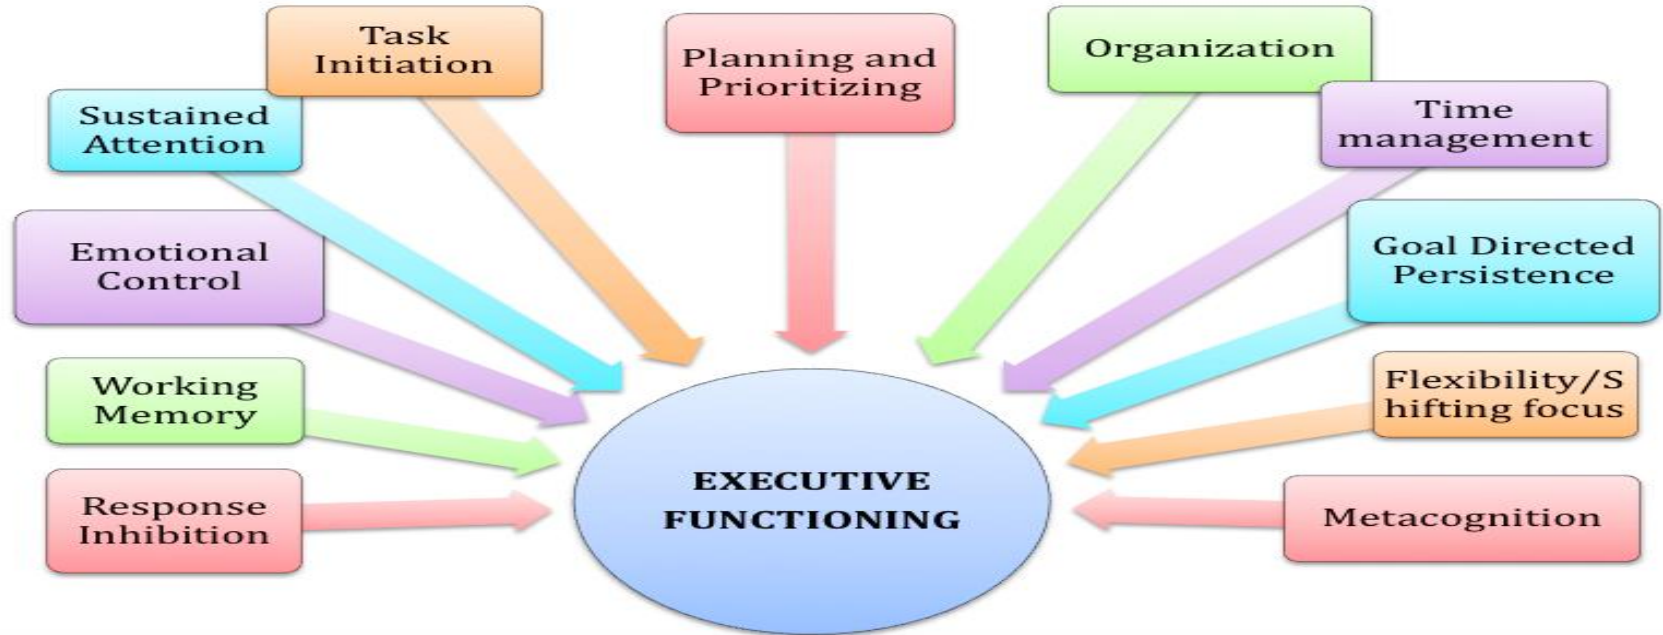 Task
Initiation
Planning and
Prioritizing
Organization
Sustained
Attention
Time
management
Emotional
Control
Goal Directed
Persistence
Working
Memory
Flexibility/S
hifting focus
Response
Inhibition
EXECUTIVE
FUNCTIONING
Metacognition